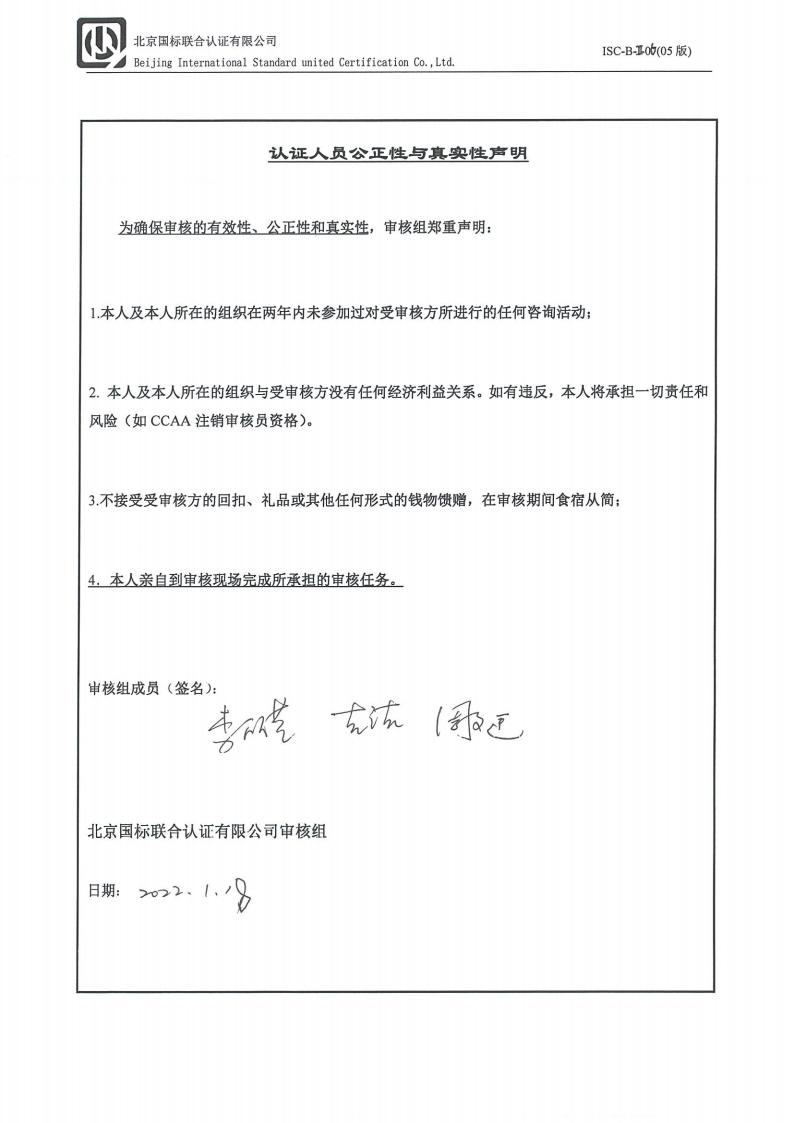 北京国标联合认证有限公司
Beijing International Standard united Certification Co.,Ltd.
ISC-B-II-06(05版)
认证人员公正性与真实性声明
为确保审核的有效性、公正性和真实性，审核组郑重声明：
1.本人及本人所在的组织在两年内未参加过对受审核方所进行的任何咨询活动；
2. 本人及本人所在的组织与受审核方没有任何经济利益关系。如有违反，本人将承担一切责任和
风险（如 CCAA 注销审核员资格）。
3.不接受受审核方的回扣、礼品或其他任何形式的钱物馈赠，在审核期间食宿从简；
4. 本人亲自到审核现场完成所承担的审核任务。
审核组成员（签名）：
北京国标联合认证有限公司审核组
日期： 2022.1.18